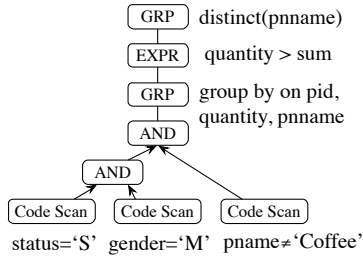 GRP distinct(pnname)
EXPR quantity > sum
GRP group by on pid,
quantity, pnname
AND
AND
Code Scan Code Scan Code Scan
status=‘S’ gender=‘M’ pname≠‘Coffee’